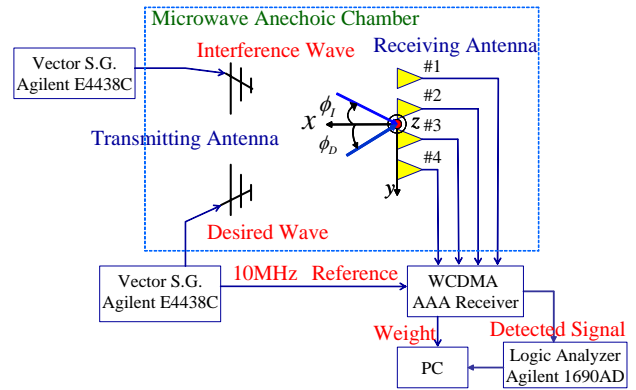 Microwave Anechoic Chamber
Vector S.G.
Agilent E4438C
Interference Wave
Receiving Antenna
#1
#2
#3
#4
ϕI
x
z
ϕD
y
Transmitting Antenna
Desired Wave
Vector S.G.
Agilent E4438C
10MHz Reference
WCDMA
AAA Receiver
Weight
Detected Signal
PC
Logic Analyzer
Agilent 1690AD